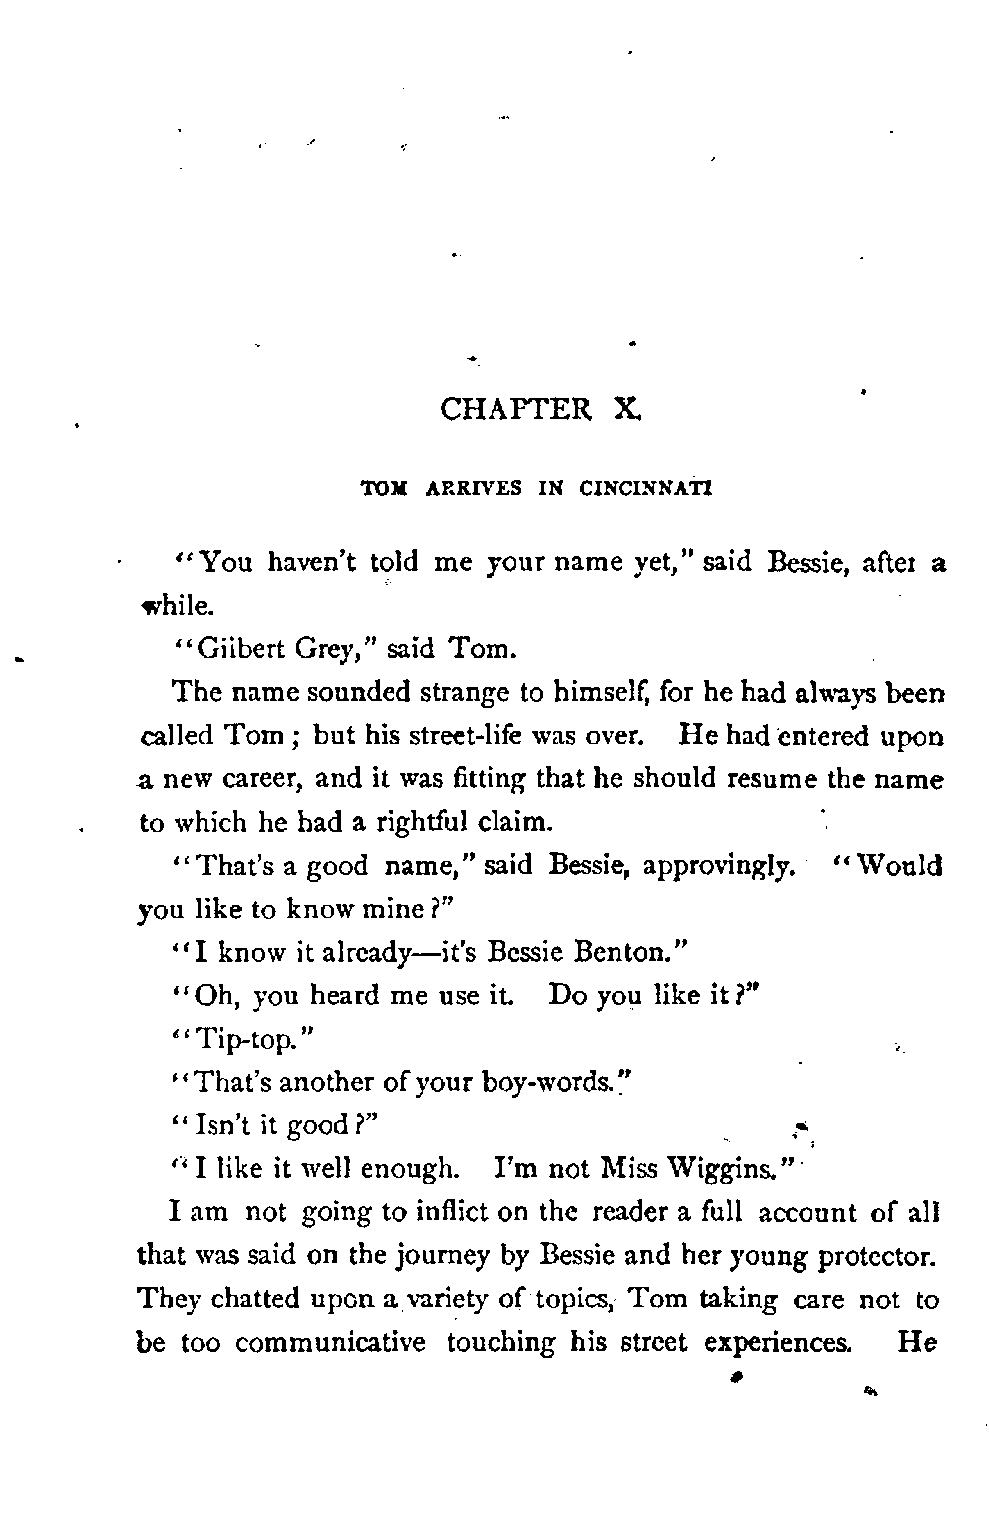 CHAPTER X.
TOM ARRIVES IN CINCINNATI
"You haven't told me your name yet," said Bessie, after a
while.
"Gilbert Grey," said Tom.
The name sounded strange to himself, for he had always been
called Tom; but his street-life was over. He had entered upon
a new career, and it was fitting that he should resume the name
to which he had a rightful claim.
"That's a good name," said Bessie, approvingly. "Would
you like to know mine?"
"I know it already—it's Bessie Benton."
"Oh, you heard me use it. Do you like it?"
"Tip-top."
"That's another of your boy-words."
"Isn't it good?"
"I like it well enough. I'm not Miss Wiggins."
I am not going to inflict on the reader a full account of all
that was said on the journey by Bessie and her young protector.
They chatted upon a variety of topics, Tom taking care not to
be too communicative touching his street experiences. He